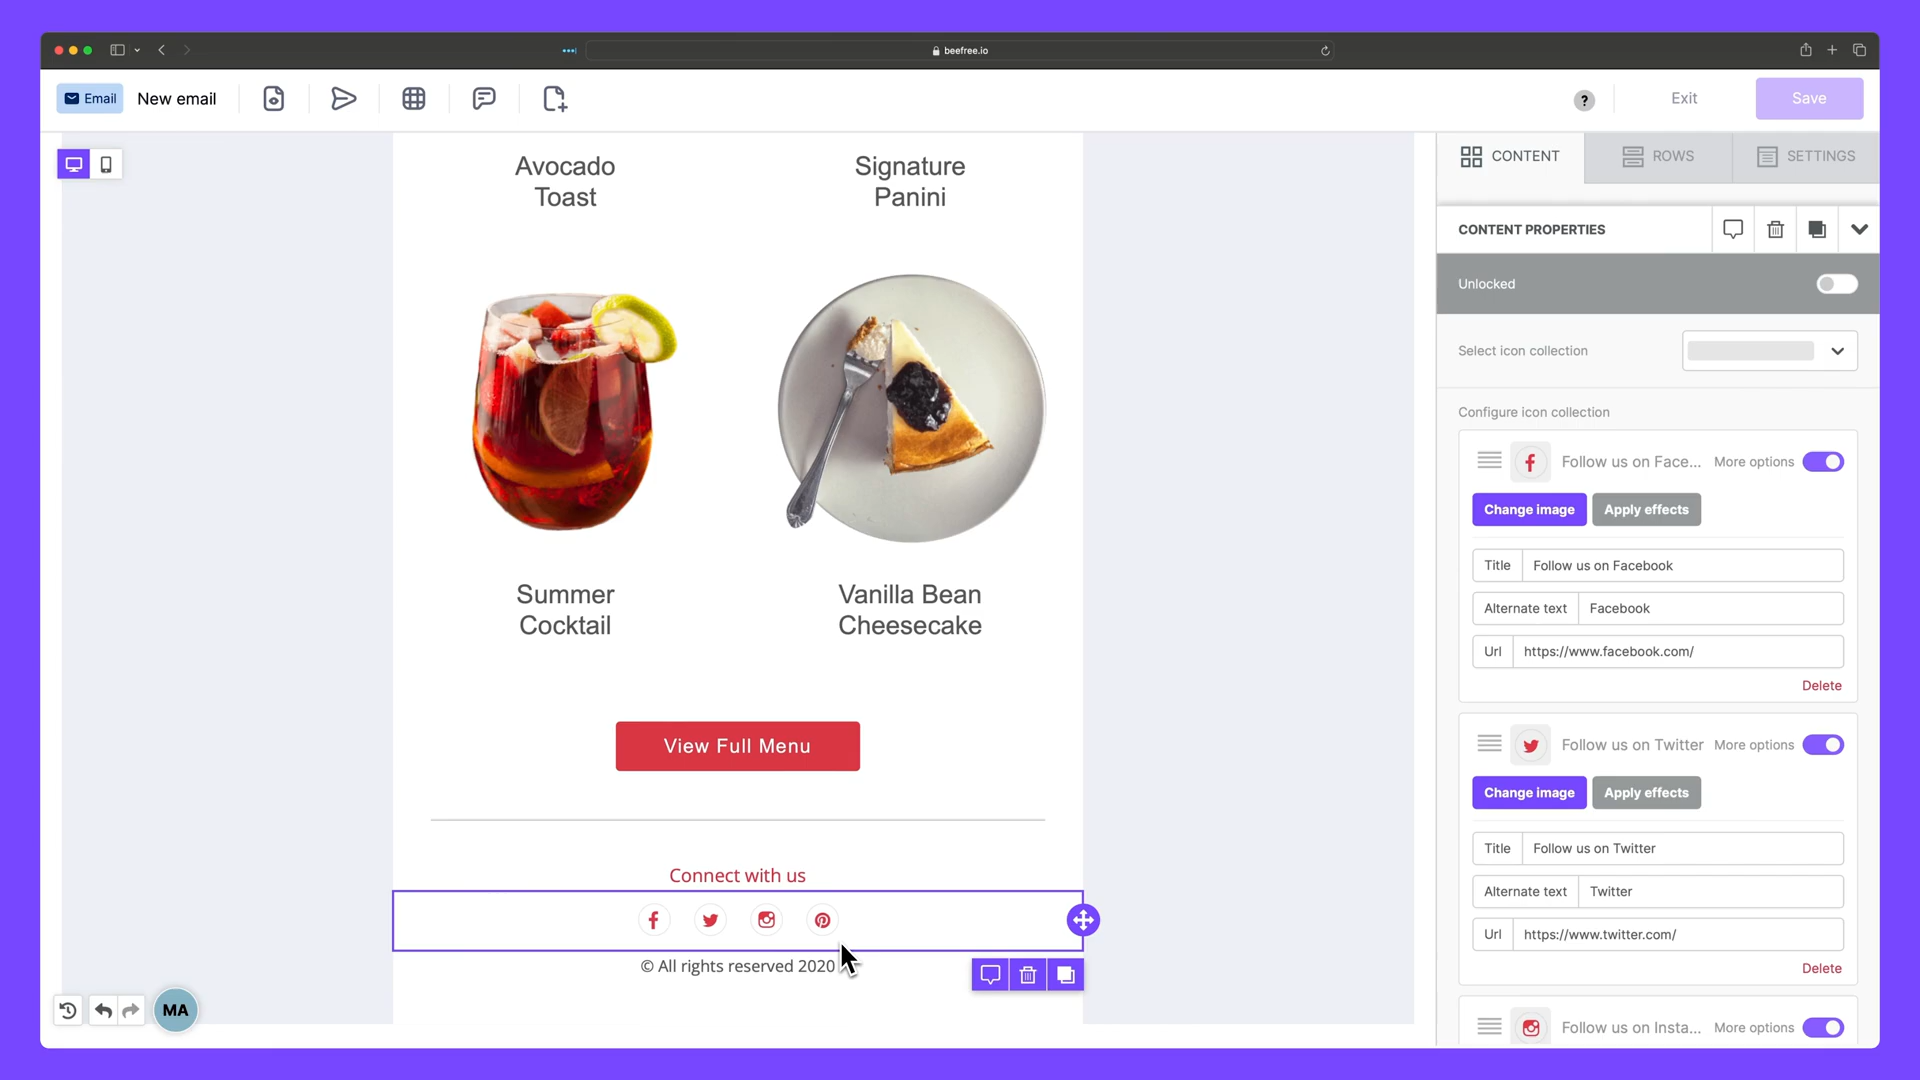 beefree.io
Email
New email
?
Exit
Save
CONTENT
ROWS
SETTINGS
Avocado
Toast
Signature
Panini
Summer
Cocktail
Vanilla Bean
Cheesecake
View Full Menu
Connect with us
© All rights reserved 2020
MA
CONTENT PROPERTIES
Unlocked
Select icon collection
Configure icon collection
Follow us on Face... More options
Change image
Apply effects
Title Follow us on Facebook
Alternate text Facebook
Url https://www.facebook.com/
Delete
Follow us on Twitter More options
Change image
Apply effects
Title Follow us on Twitter
Alternate text Twitter
Url https://www.twitter.com/
Delete
Follow us on Insta... More options